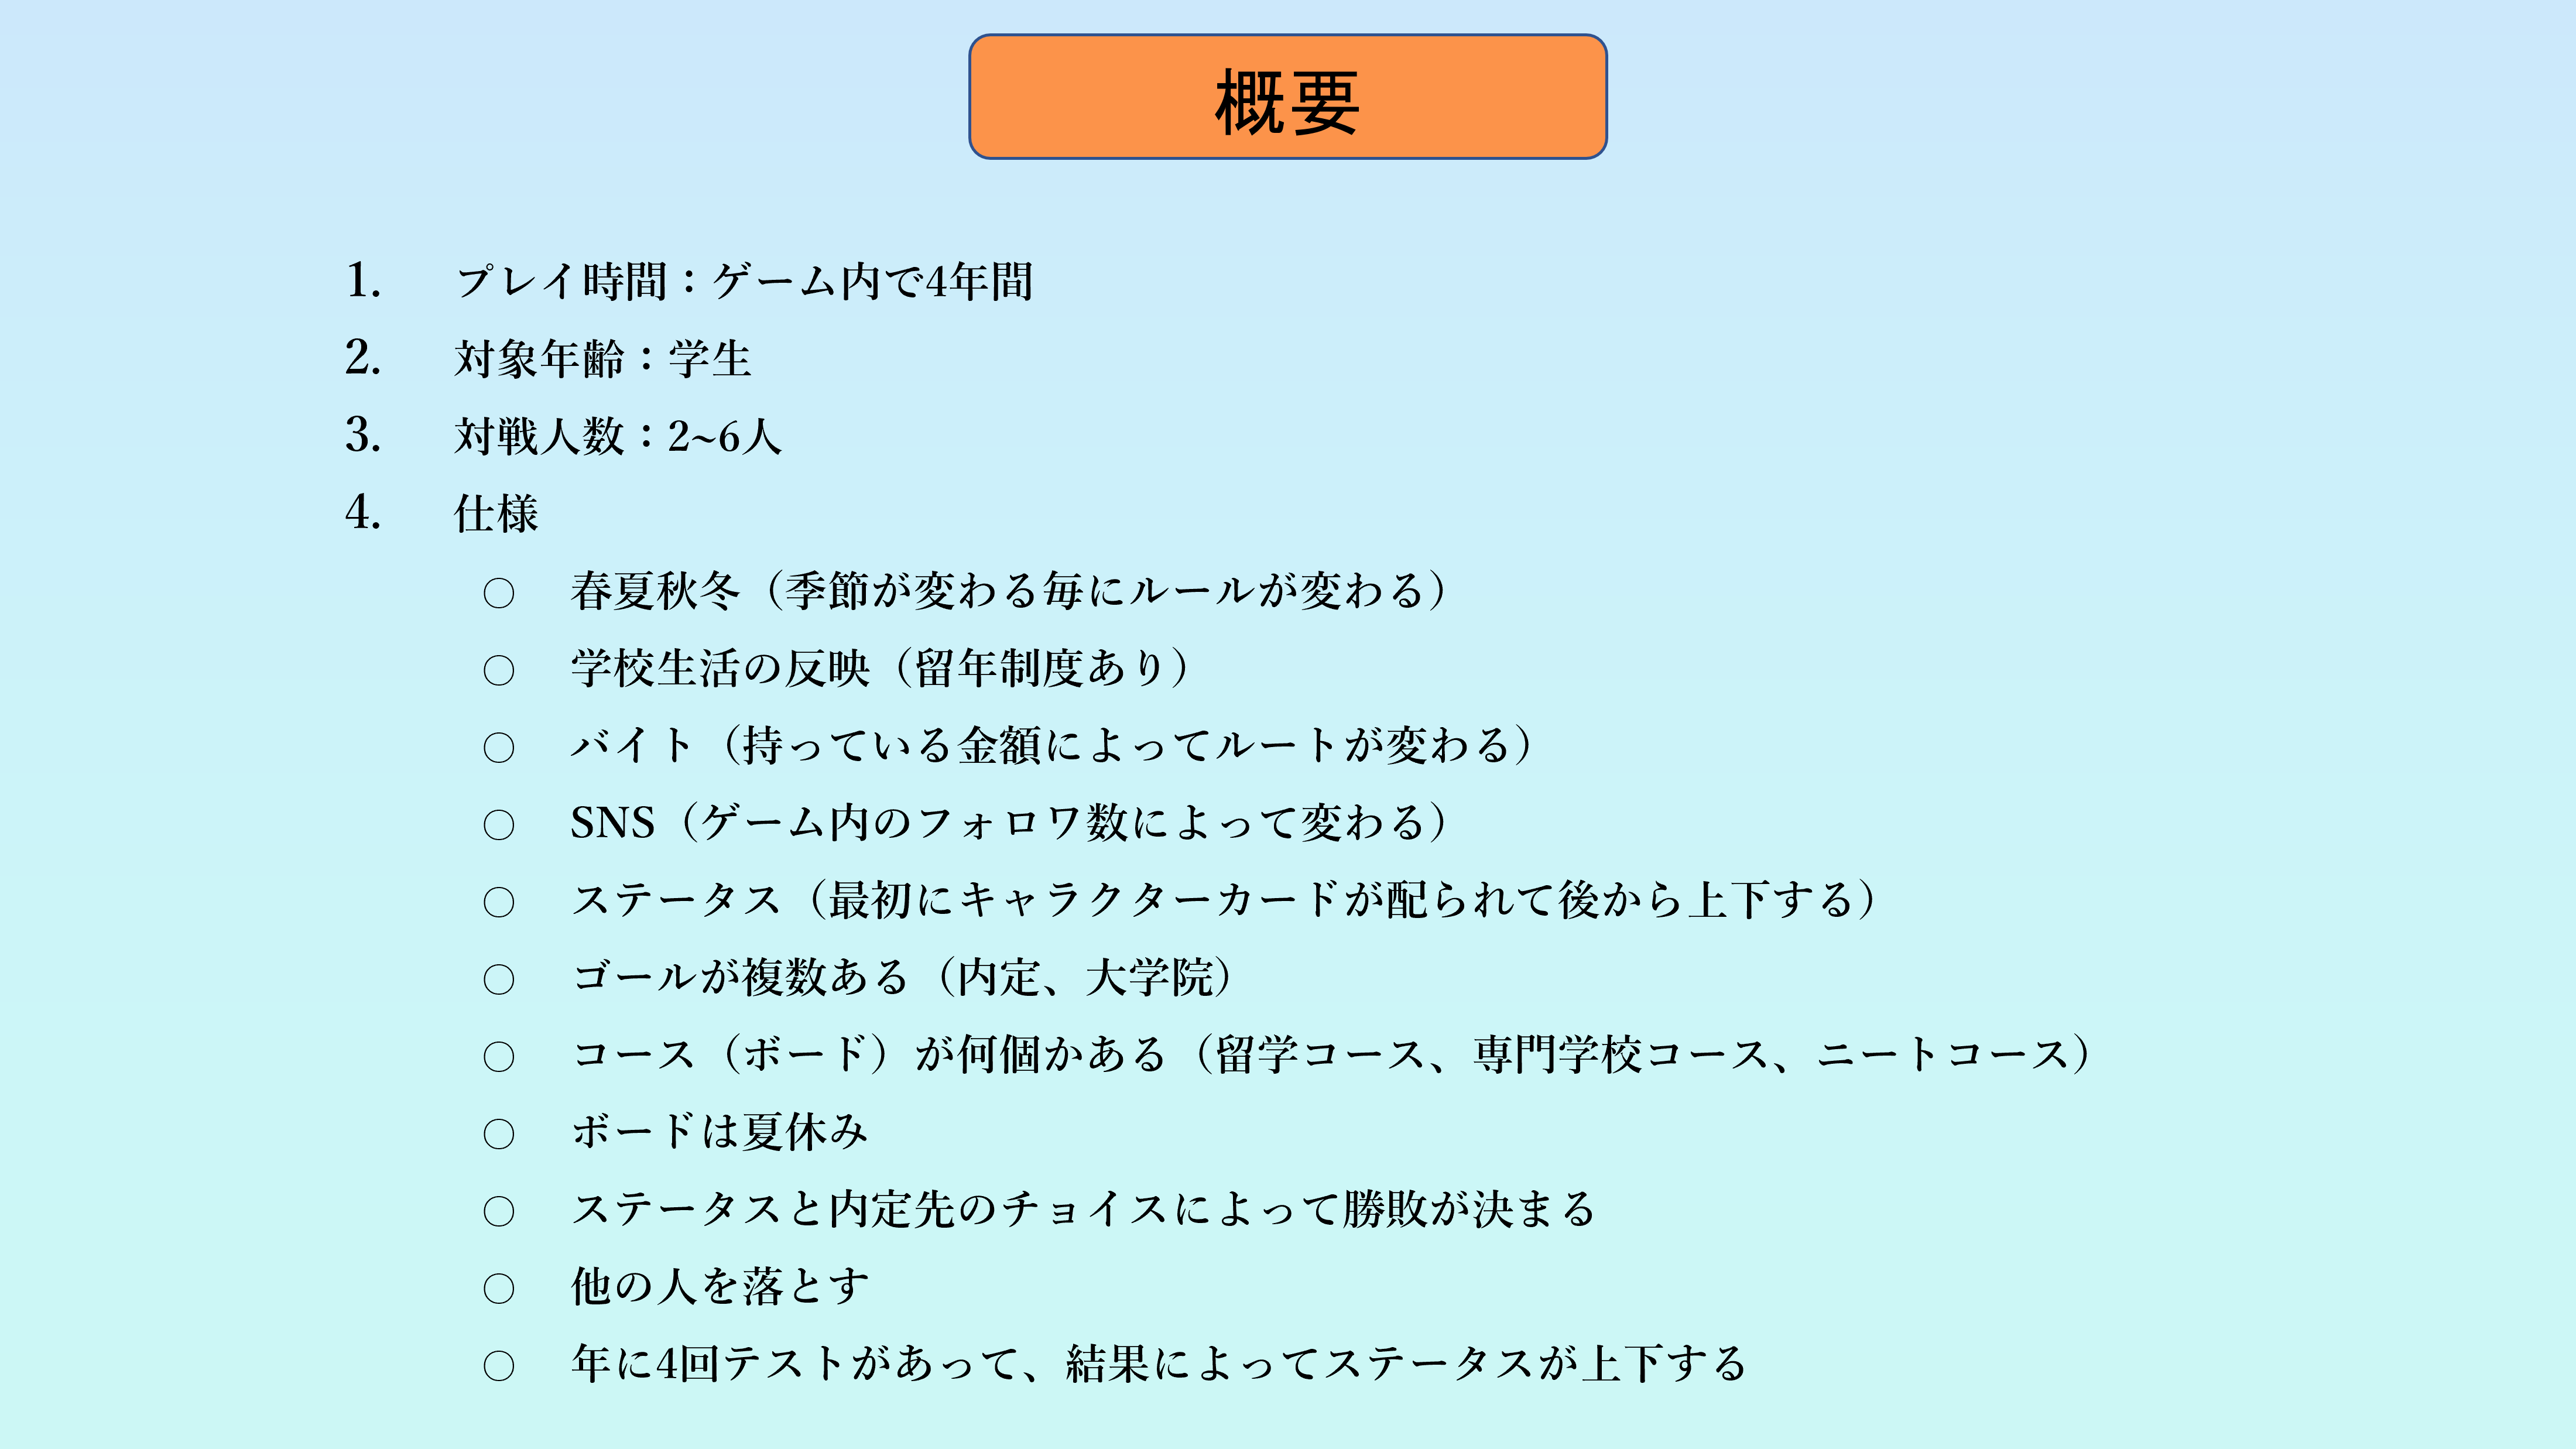 概要
1. プレイ時間：ゲーム内で4年間
2. 対象年齢：学生
3. 対戦人数：2~6人
4. 仕様
○ 春夏秋冬（季節が変わる毎にルールが変わる）
○ 学校生活の反映（留年制度あり）
○ バイト（持っている金額によってルートが変わる）
○ SNS（ゲーム内のフォロワ数によって変わる）
○ ステータス（最初にキャラクターカードが配られて後から上下する）
○ ゴールが複数ある（内定、大学院）
○ コース（ボード）が何個かある（留学コース、専門学校コース、ニートコース）
○ ボードは夏休み
○ ステータスと内定先のチョイスによって勝敗が決まる
○ 他の人を落とす
○ 年に4回テストがあって、結果によってステータスが上下する